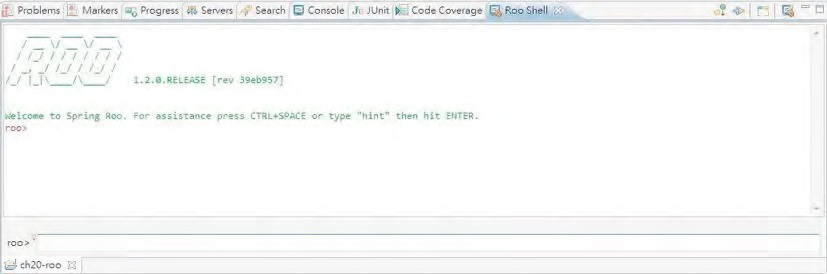 Problems Markers Progress Servers Search Console JUnit Code Coverage Roo Shell
ROO 1.2.0.RELEASE [rev 39eb957]
Welcome to Spring Roo. For assistance press CTRL+SPACE or type "hint" then hit ENTER.
roo>
roo>
ch20-roo